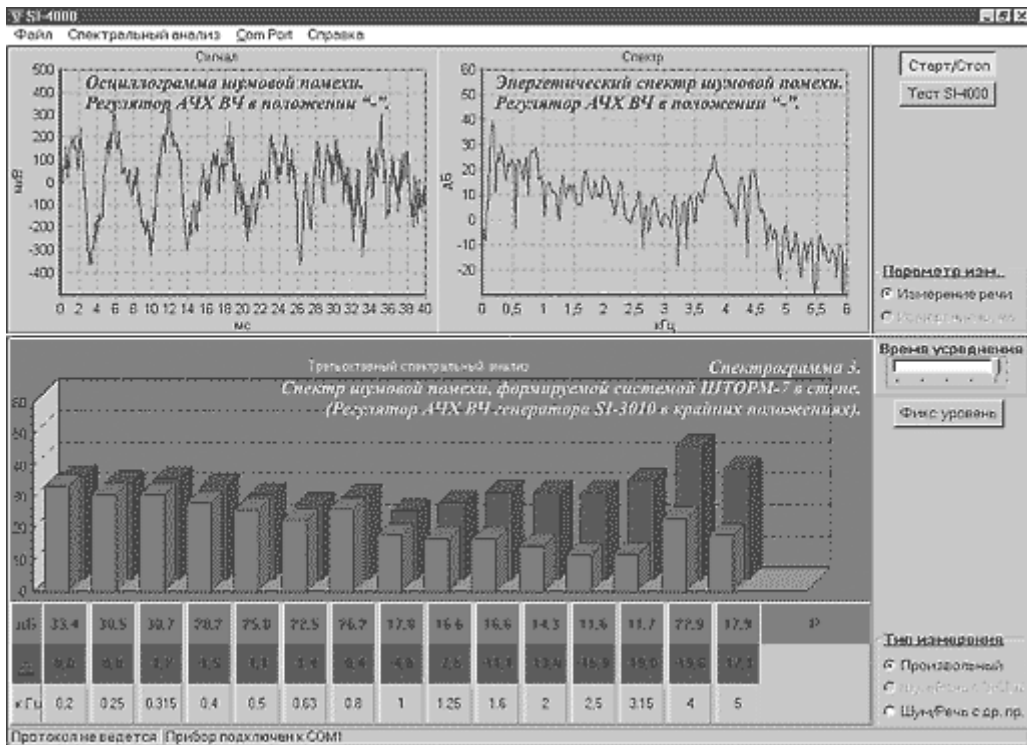 SI-4000
Файл Спектральный анализ Com Port Справка
Сигнал
Осциллограмма шумовой помехи.
Регулятор АЧХ ВЧ в положении “-”.
500
400
300
200
100
0
-100
-200
-300
-400
мВ
0 2 4 6 8 10 12 14 16 18 20 22 24 26 28 30 32 34 36 38 40
мс
Спектр
Энергетический спектр шумовой помехи.
Регулятор АЧХ ВЧ в положении “-”.
60
50
40
30
20
10
0
-10
-20
дБ
0 0,5 1 1,5 2 2,5 3 3,5 4 4,5 5 5,5 6
кГц
Старт/Стоп
Тест SI-4000
Параметр изм..
Измерение речи
Время усреднения
Фикс уровень
Третьоктавный спектральный анализ
Спектрограмма 3.
Спектр шумовой помехи, формируемой системой ШТОРМ-7 в стене.
(Регулятор АЧХ ВЧ генератора SI-3010 в крайних положениях).
60
50
40
30
20
10
0
дБ 33,4 30,5 30,7 14,3 11,6 11,7 22,9 17,9
кГц 0,2 0,25 0,315 0,4 0,5 0,63 0,8 1 1,25 1,6 2 2,5 3,15 4 5
Тип измерения
Произвольный
Шум/Речь с др. пр.
Протокол не ведется Прибор подключен к COM1